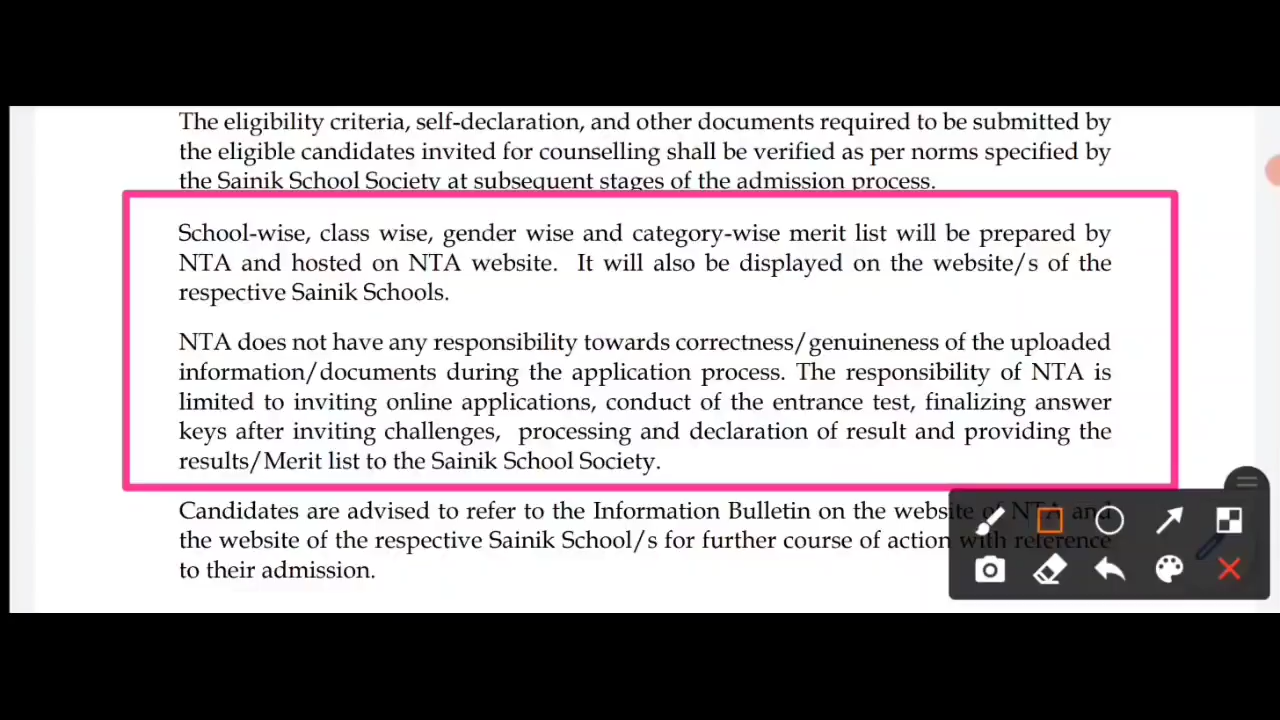 The eligibility criteria, self-declaration, and other documents required to be submitted by
the eligible candidates invited for counselling shall be verified as per norms specified by
the Sainik School Society at subsequent stages of the admission process.
School-wise, class wise, gender wise and category-wise merit list will be prepared by
NTA and hosted on NTA website. It will also be displayed on the website/s of the
respective Sainik Schools.
NTA does not have any responsibility towards correctness/genuineness of the uploaded
information/documents during the application process. The responsibility of NTA is
limited to inviting online applications, conduct of the entrance test, finalizing answer
keys after inviting challenges, processing and declaration of result and providing the
results/Merit list to the Sainik School Society.
Candidates are advised to refer to the Information Bulletin on the website of NTA and
the website of the respective Sainik School/s for further course of action with reference
to their admission.